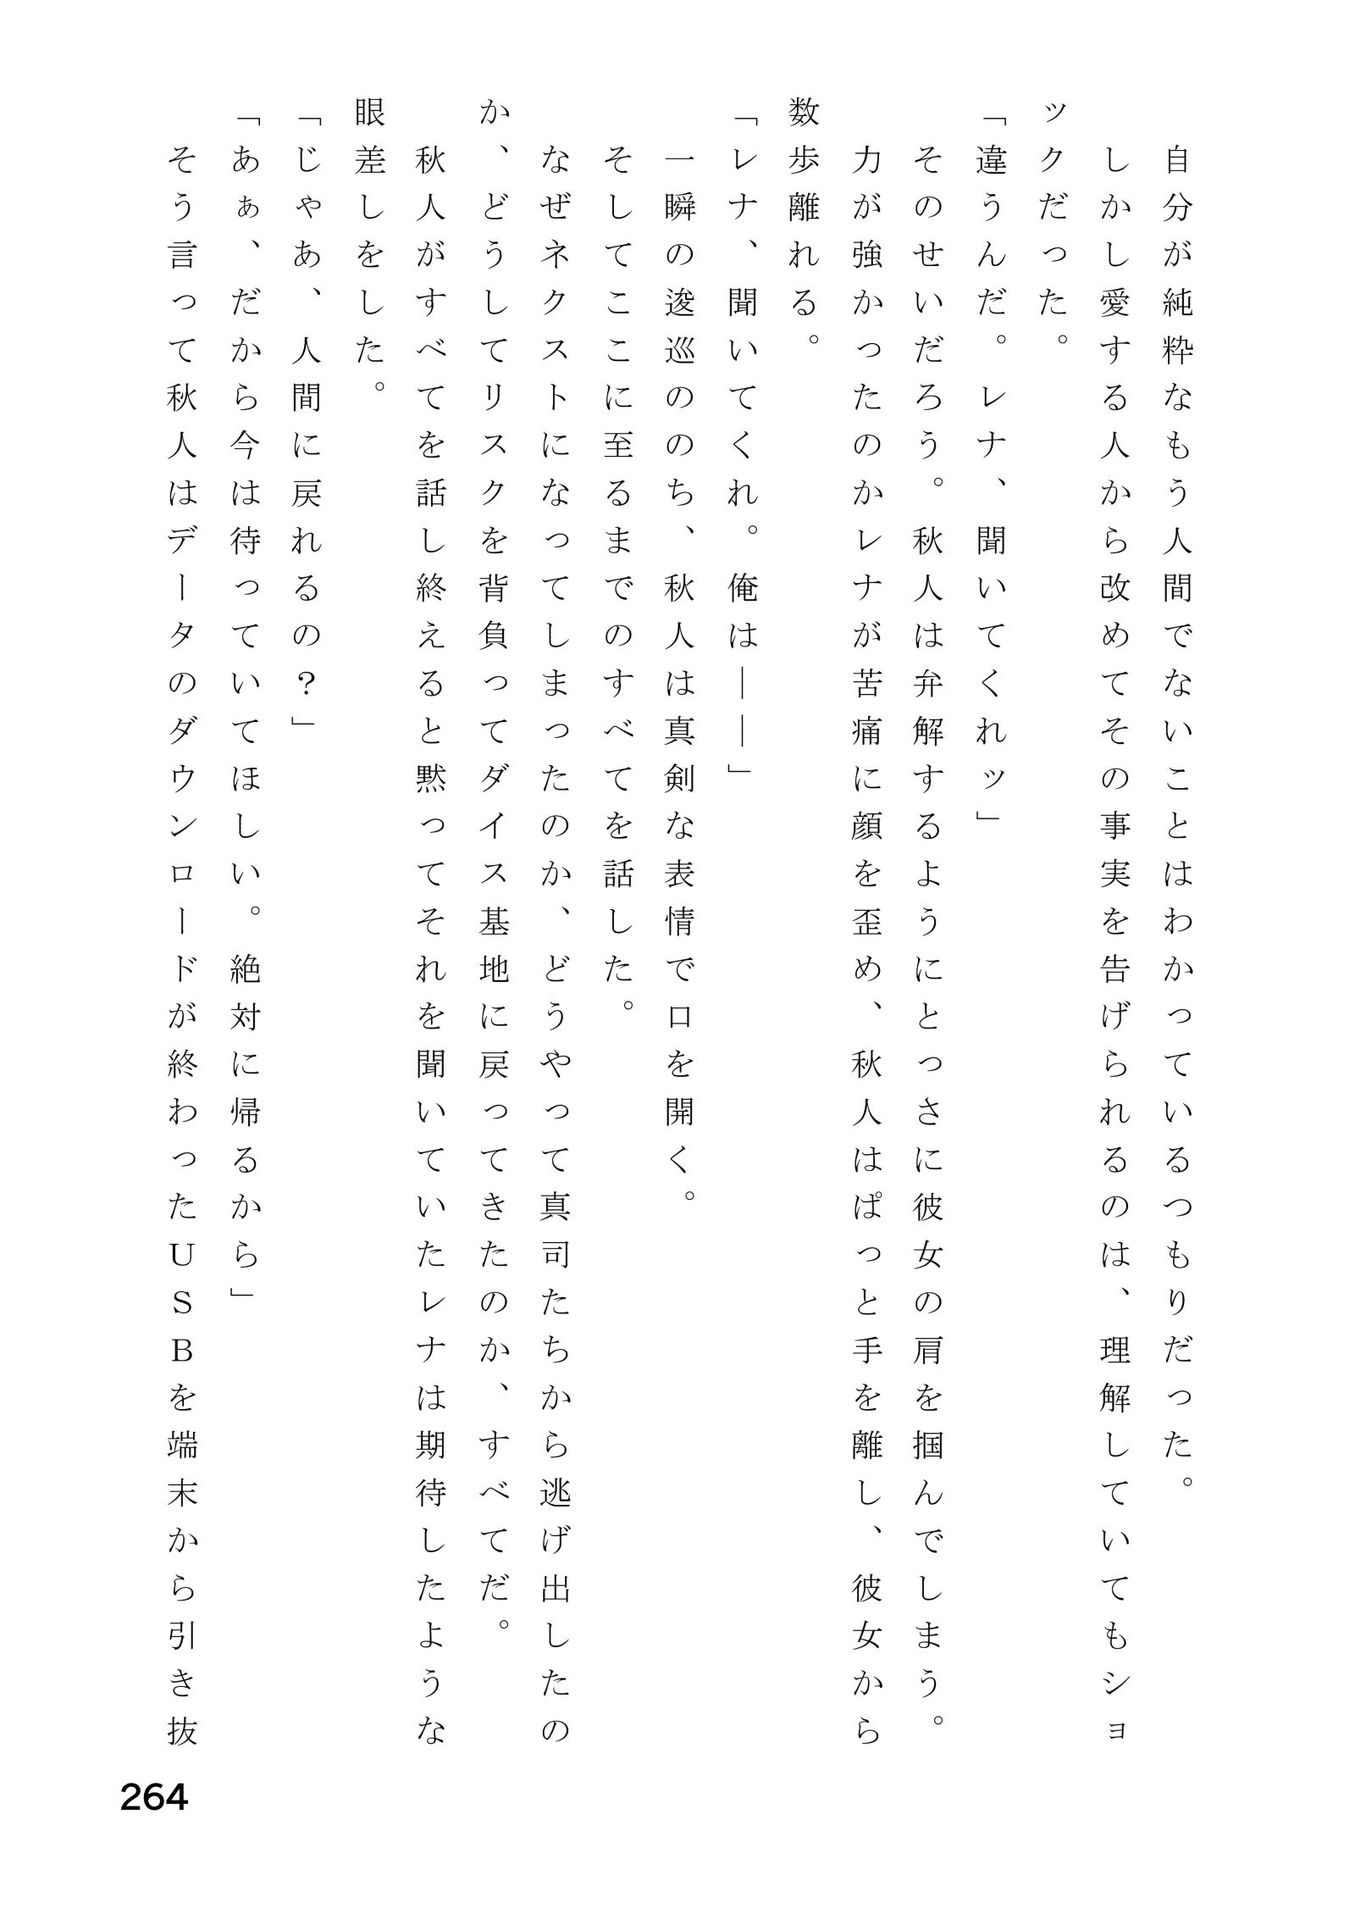 自分が純粋なもう人間でないことはわかっているつもりだった。
　しかし愛する人から改めてその事実を告げられるのは、理解していてもショ
ックだった。
「違うんだ。レナ、聞いてくれッ」
　そのせいだろう。秋人は弁解するようにとっさに彼女の肩を掴んでしまう。
　力が強かったのかレナが苦痛に顔を歪め、秋人はぱっと手を離し、彼女から
数歩離れる。
「レナ、聞いてくれ。俺は――」
　一瞬の逡巡ののち、秋人は真剣な表情で口を開く。
　そしてここに至るまでのすべてを話した。
　なぜネクストになってしまったのか、どうやって真司たちから逃げ出したの
か、どうしてリスクを背負ってダイス基地に戻ってきたのか、すべてだ。
　秋人がすべてを話し終えると黙ってそれを聞いていたレナは期待したような
眼差しをした。
「じゃあ、人間に戻れるの？」
「あぁ、だから今は待っていてほしい。絶対に帰るから」
　そう言って秋人はデータのダウンロードが終わったＵＳＢを端末から引き抜
264